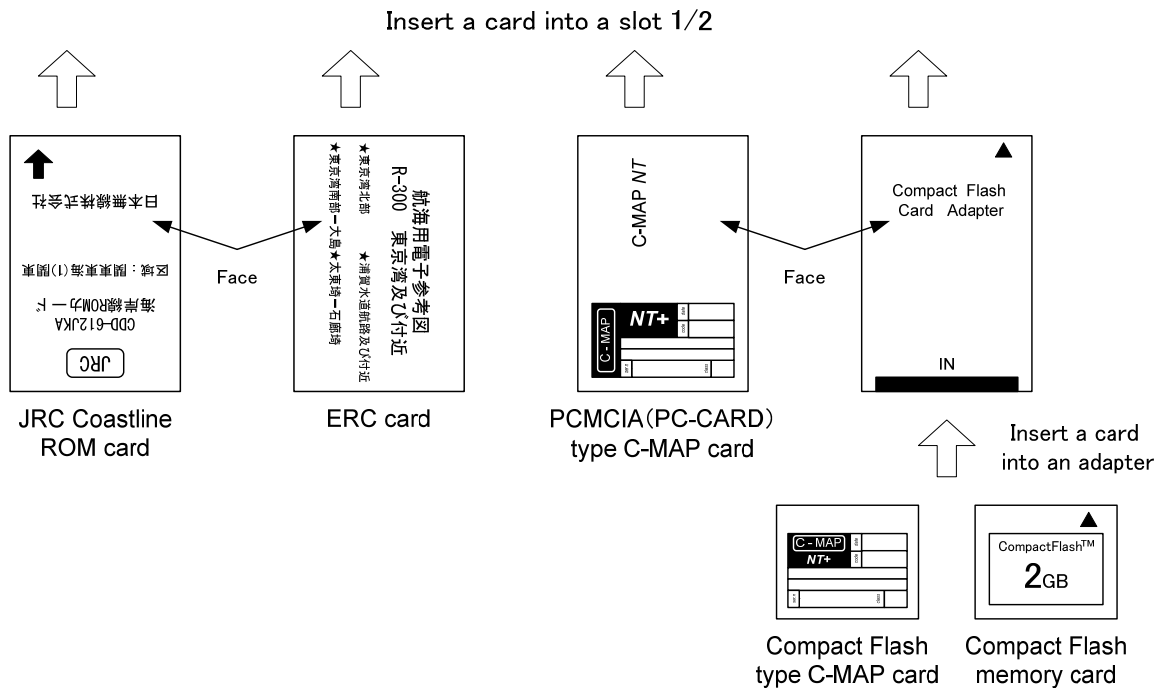 Insert a card into a slot 1/2
日本無線株式会社
区域：関東東海(1)関東
海岸線ROMカード
CDD-612JKA
JRC
Face
航海用電子参考図
R-300 東京湾及び付近
★東京湾北部 ★浦賀水道航路及び付近
★東京湾南部ー大島★太東埼ー石廊埼
C-MAP NT
C-MAP
NT+
date
code
Face
Compact Flash
Card Adapter
IN
JRC Coastline
ROM card
ERC card
PCMCIA(PC-CARD)
type C-MAP card
Insert a card
into an adapter
C-MAP
NT+
date
code
CompactFlash™
2GB
Compact Flash
type C-MAP card
Compact Flash
memory card